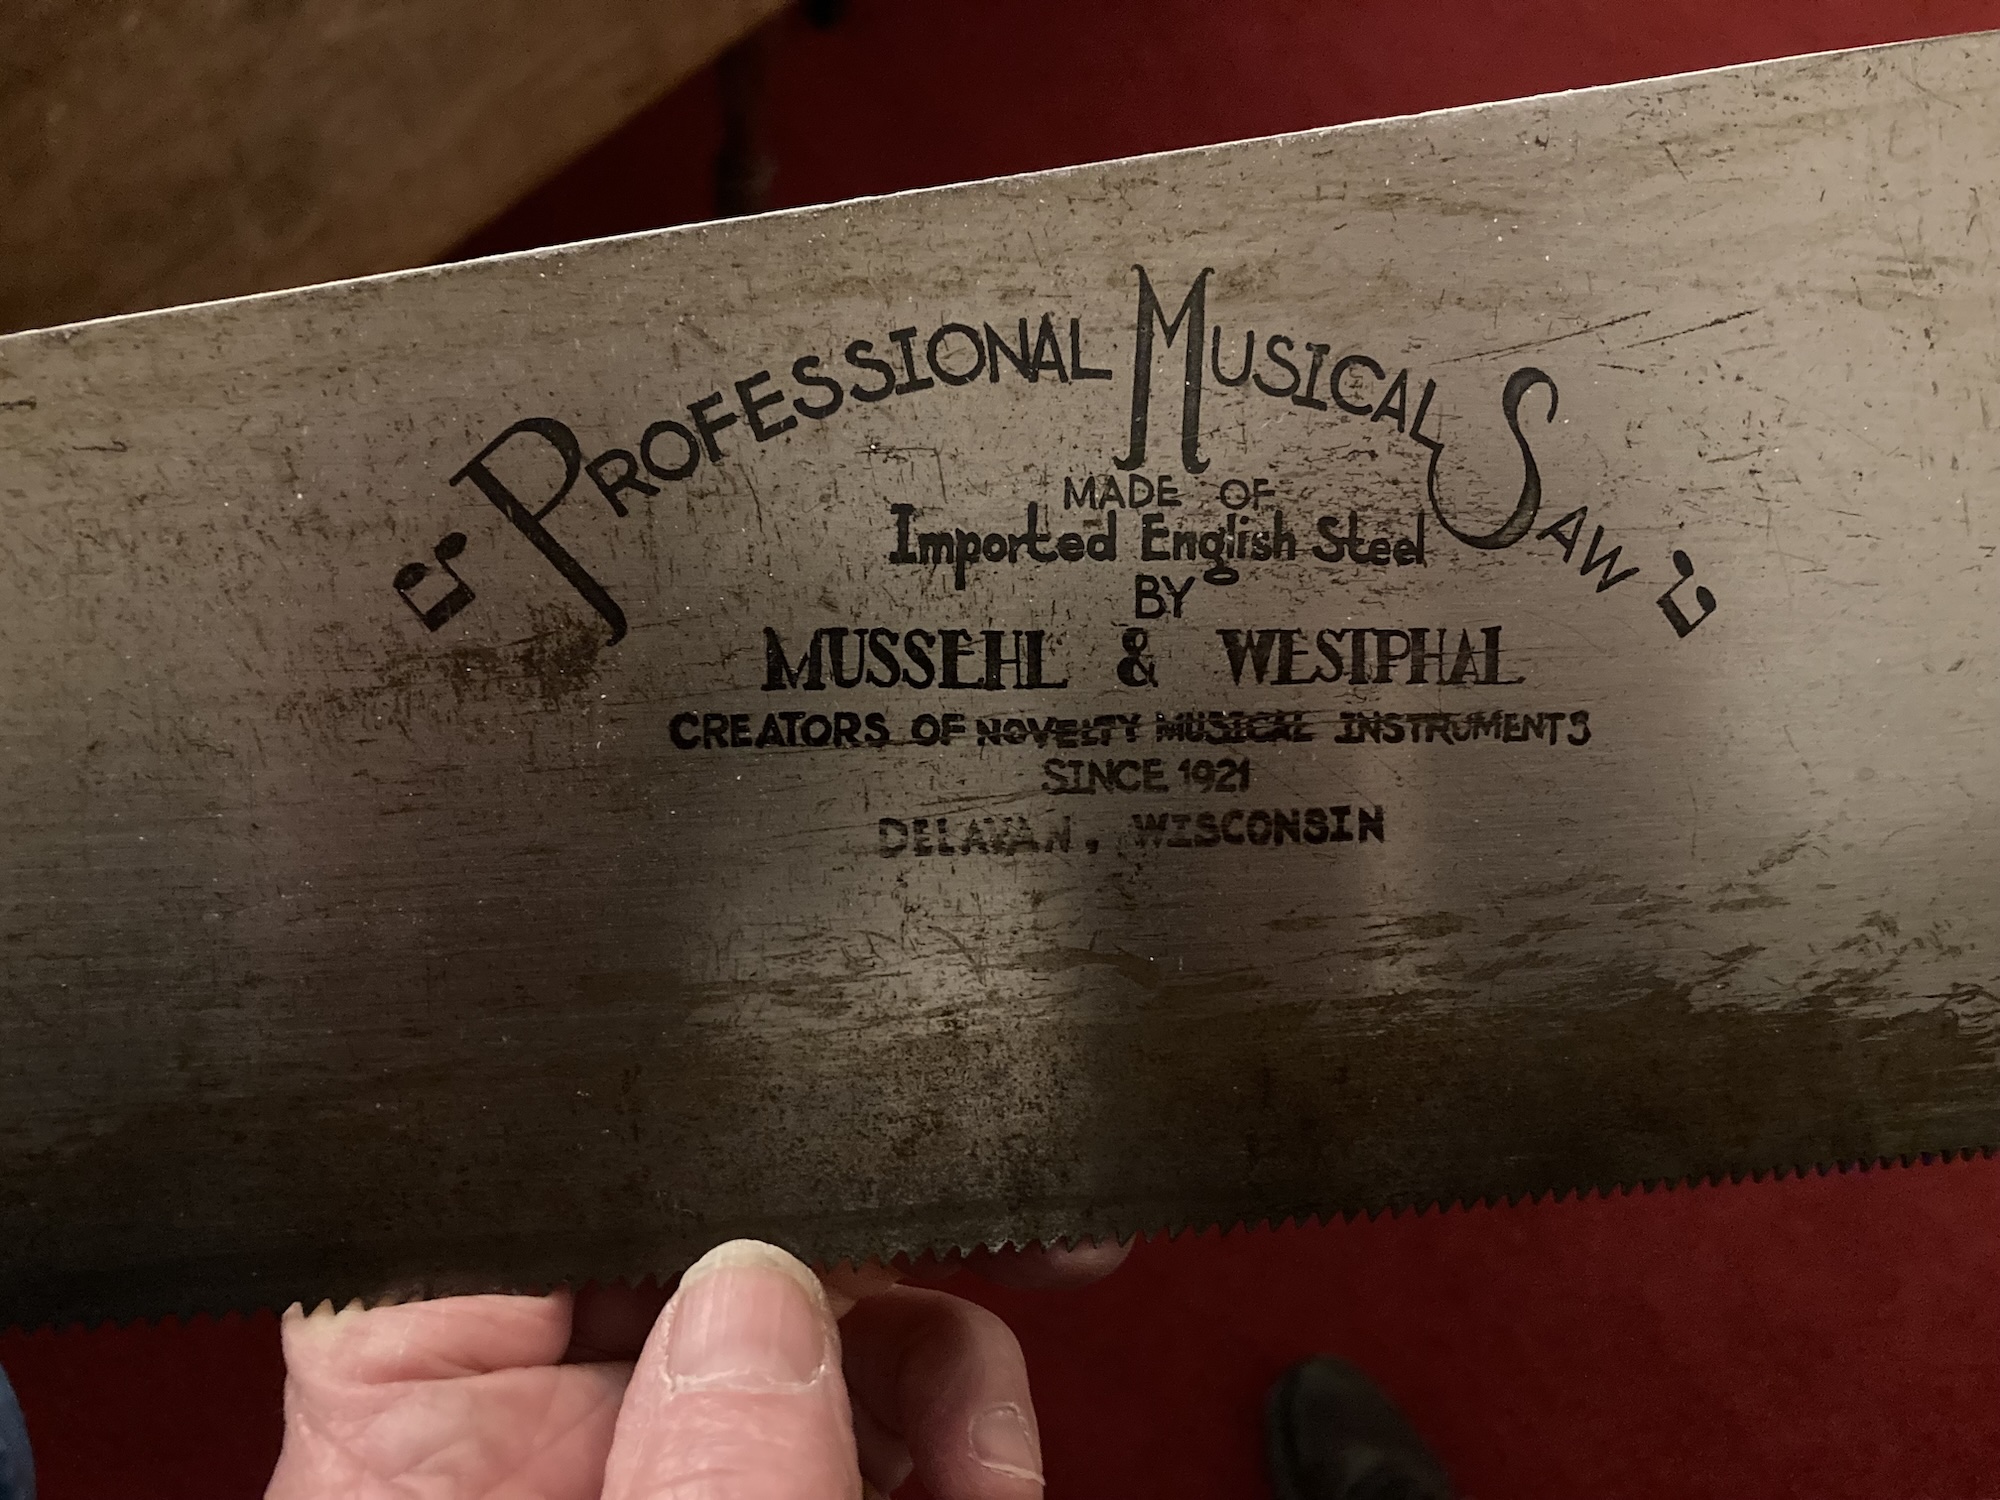 PROFESSIONAL MUSICAL SAW
MADE OF
Imported English Steel
BY
MUSSEHL & WESTPHAL
CREATORS OF NOVELTY MUSICAL INSTRUMENTS
SINCE 1921
DELAVAN, WISCONSIN